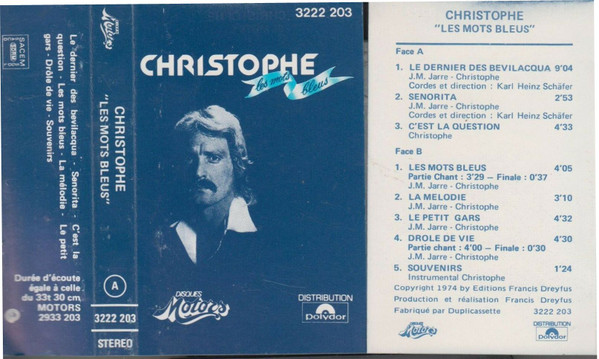 SACEM
Le dernier des bevilacqua - Senorita - C'est la
question - Les mots bleus - La mélodie - Le petit
gars - Drôle de vie - Souvenirs
Durée d'écoute
égale à celle
du 33t 30 cm
MOTORS
2933 203
CHRISTOPHE
"LES MOTS BLEUS"
A
3222 203
STEREO
DISQUES
Motors
3222 203
CHRISTOPHE
les mots bleus
DISQUES
Motors
DISTRIBUTION
Polydor
CHRISTOPHE
"LES MOTS BLEUS"
Face A
1. LE DERNIER DES BEVILACQUA 9'04
J.M. Jarre - Christophe
Cordes et direction : Karl Heinz Schäfer
2. SENORITA 2'53
J.M. Jarre - Christophe
Cordes et direction : Karl Heinz Schäfer
3. C'EST LA QUESTION 4'33
Christophe
Face B
1. LES MOTS BLEUS 4'05
Partie Chant : 3'29 - Finale : 0'37
J.M. Jarre - Christophe
2. LA MELODIE 3'10
J.M. Jarre - Christophe
3. LE PETIT GARS 4'32
J.M. Jarre - Christophe
4. DROLE DE VIE 4'30
Partie chant : 4'00 - Finale : 0'30
J.M. Jarre - Christophe
5. SOUVENIRS 1'24
Instrumental Christophe
Copyright 1974 by Editions Francis Dreyfus
Production et réalisation Francis Dreyfus
Fabriqué par Duplicassette
DISQUES
Motors
DISTRIBUTION
Polydor